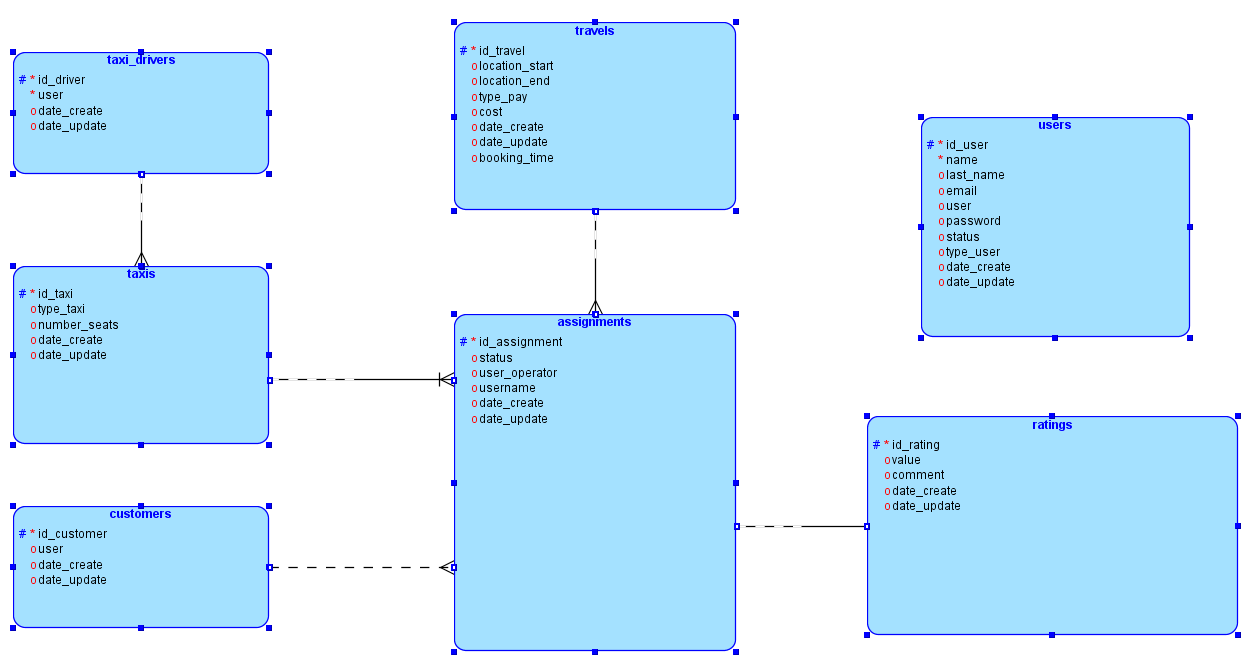 taxi_drivers
# * id_driver
* user
o date_create
o date_update
travels
# * id_travel
o location_start
o location_end
o type_pay
o cost
o date_create
o date_update
o booking_time
users
# * id_user
* name
o last_name
o email
o user
o password
o status
o type_user
o date_create
o date_update
taxis
# * id_taxi
o type_taxi
o number_seats
o date_create
o date_update
assignments
# * id_assignment
o status
o user_operator
o username
o date_create
o date_update
customers
# * id_customer
o user
o date_create
o date_update
ratings
# * id_rating
o value
o comment
o date_create
o date_update